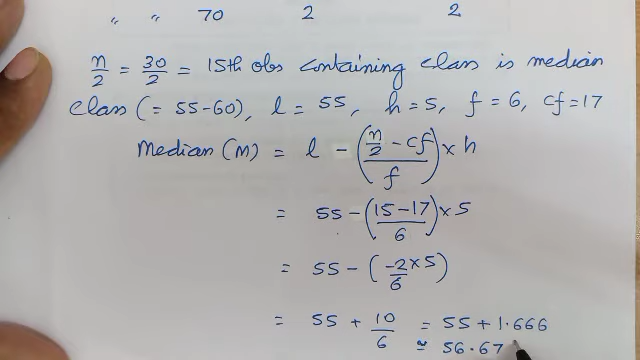 " " 70 2 2
n/2 = 30/2 = 15th obs containing class is median
class (= 55-60), l = 55, h = 5, f = 6, cf = 17
Median (M) = l - ((n/2 - cf)/f) × h
= 55 - ((15-17)/6) × 5
= 55 - (-2/6 × 5)
= 55 + 10/6 = 55 + 1.666
≅ 56.67